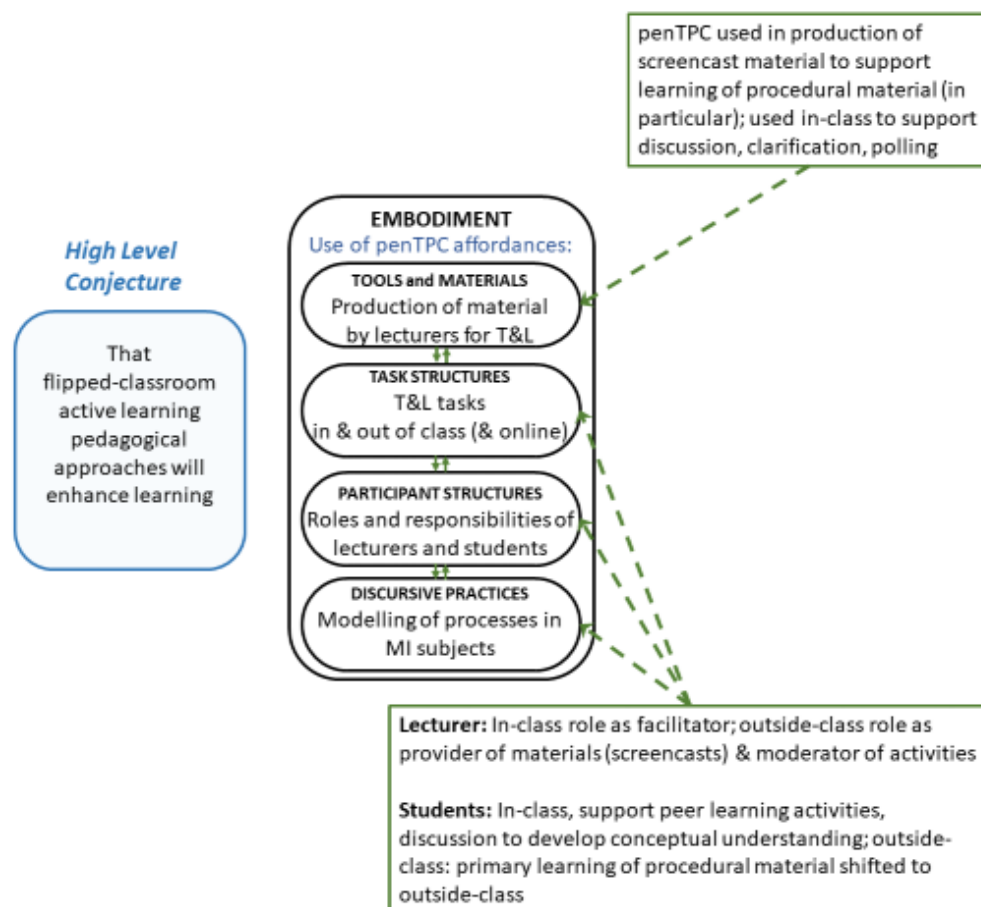 penTPC used in production of
screencast material to support
learning of procedural material (in
particular); used in-class to support
discussion, clarification, polling
High Level
Conjecture
That
flipped-classroom
active learning
pedagogical
approaches will
enhance learning
EMBODIMENT
Use of penTPC affordances:
TOOLS and MATERIALS
Production of material
by lecturers for T&L
TASK STRUCTURES
T&L tasks
in & out of class (& online)
PARTICIPANT STRUCTURES
Roles and responsibilities of
lecturers and students
DISCURSIVE PRACTICES
Modelling of processes in
MI subjects
Lecturer: In-class role as facilitator; outside-class role as
provider of materials (screencasts) & moderator of activities
Students: In-class, support peer learning activities,
discussion to develop conceptual understanding; outside-
class: primary learning of procedural material shifted to
outside-class